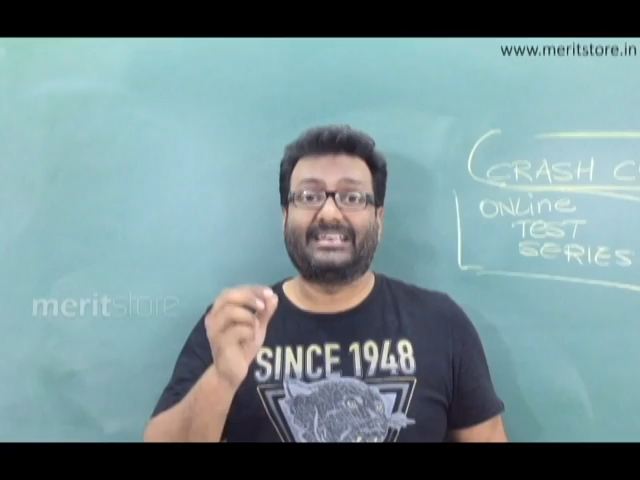 www.meritstore.in
CRASH
ONLINE
TEST
SERIES
meritstore
SINCE 1948